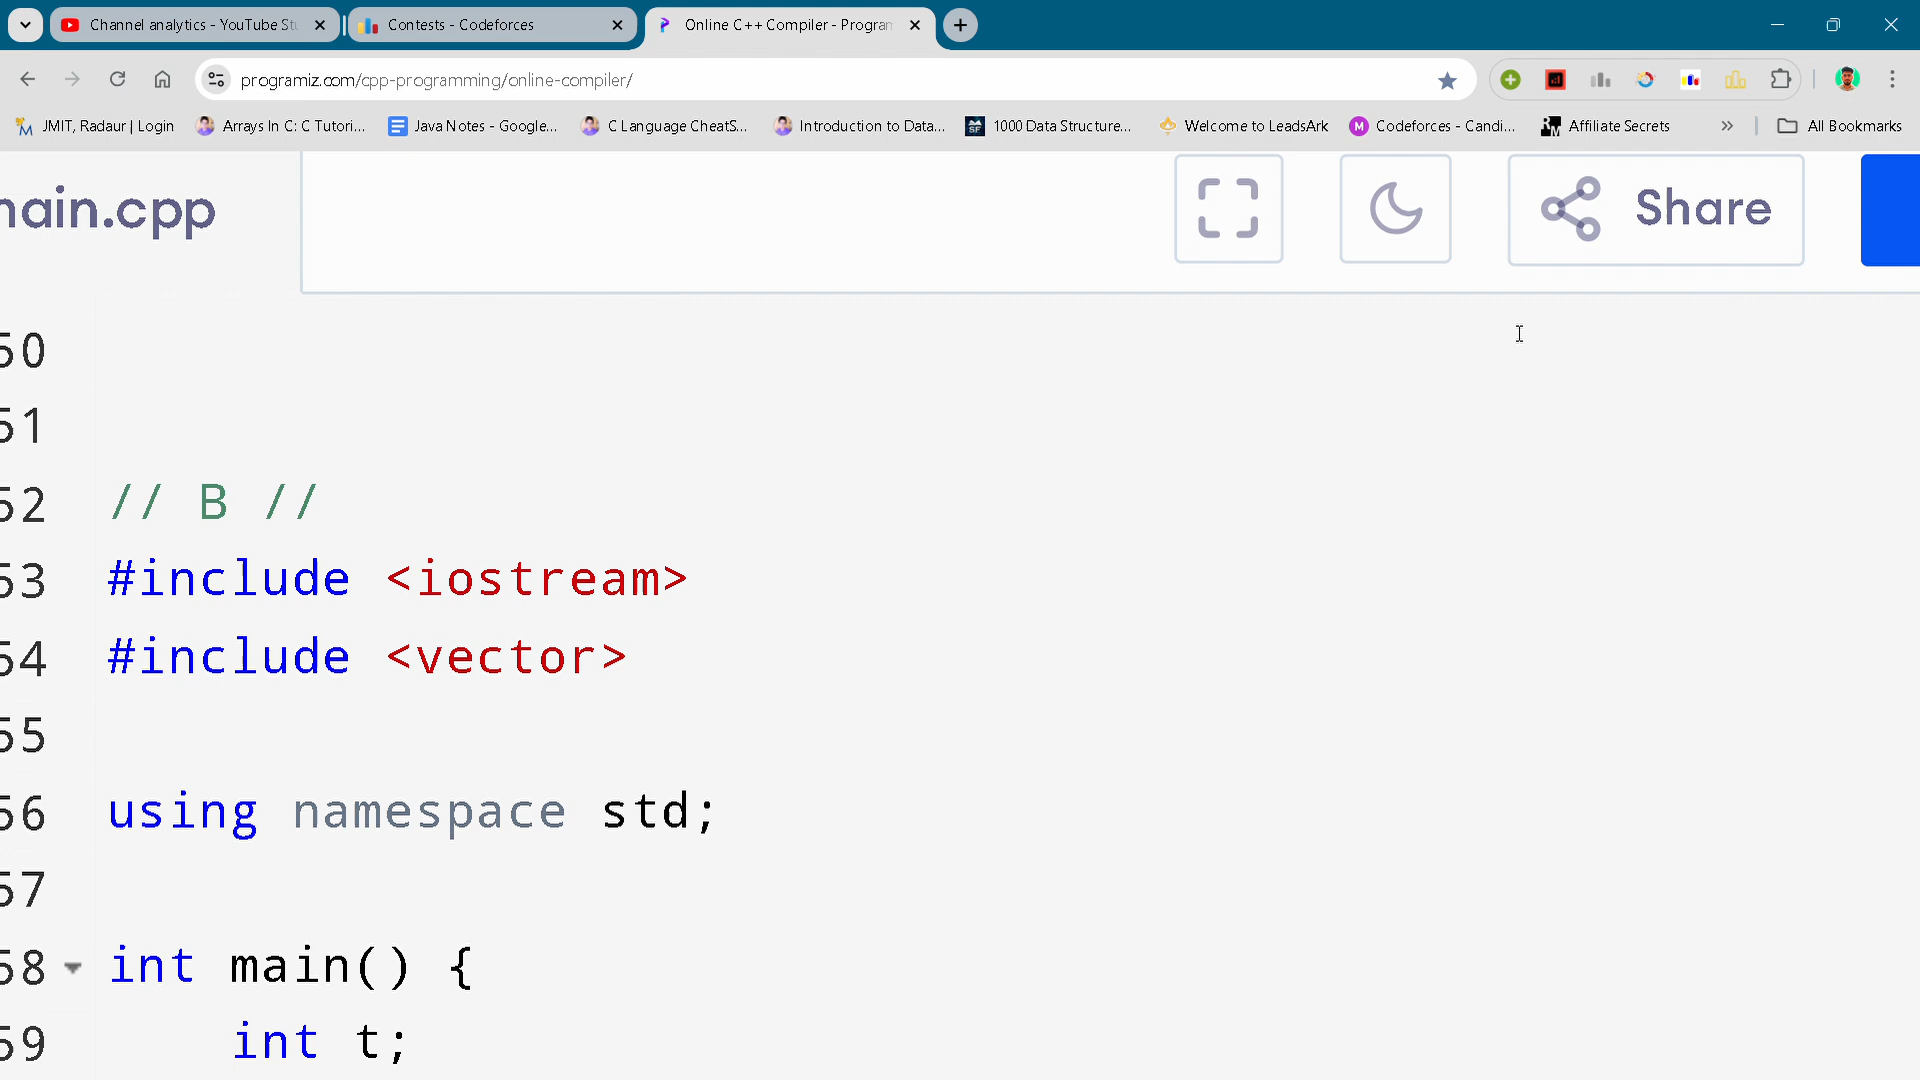 Channel analytics - YouTube Stu
Contests - Codeforces
Online C++ Compiler - Program
programiz.com/cpp-programming/online-compiler/
JMIT, Radaur | Login
Arrays In C: C Tutori...
Java Notes - Google...
C Language CheatS...
Introduction to Data...
1000 Data Structure...
Welcome to LeadsArk
Codeforces - Candi...
Affiliate Secrets
All Bookmarks
main.cpp
Share
50
51
52 // B //
53 #include <iostream>
54 #include <vector>
55
56 using namespace std;
57
58 int main() {
59 int t;